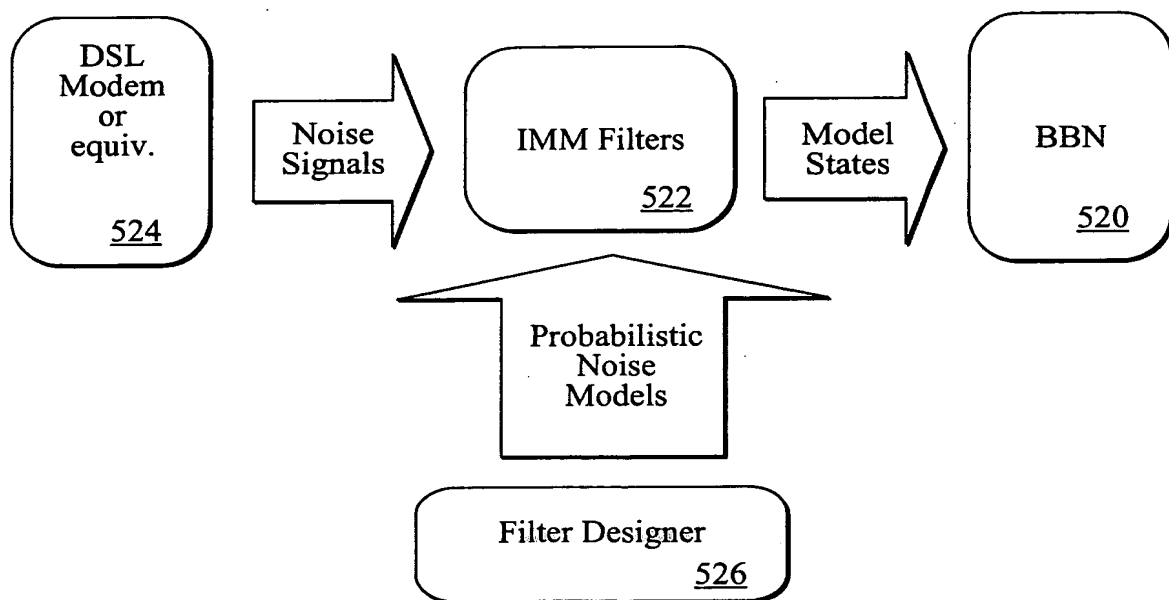 DSL
Modem
or
equiv.
524
Noise
Signals
IMM Filters
522
Model
States
BBN
520
Probabilistic
Noise
Models
Filter Designer
526